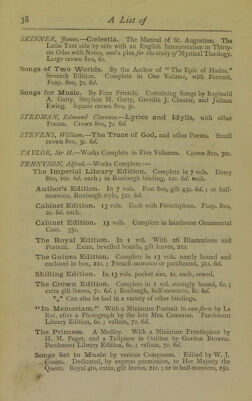 38 A List of
SKINNER, James.—Cœlestia. The Manual of St. Augustine. The
Latin Text side by side with an English Interpretation in Thirty-
six Odes with Notes, and a plea for the study of Mystical Theology.
Large crown 8vo, 6s.
Songs of Two Worlds. By the Author of "The Epic of Hades."
Seventh Edition. Complete in One Volume, with Portrait.
Fcap. 8vo, 7s. 6d.
Songs for Music. By Four Friends. Containing Songs by Reginald
A. Gatty, Stephen H. Gatty, Greville J. Chester, and Juliana
Ewing. Square crown 8vo, 5s.
STEDMAN, Edmund Clarence.—Lyrics and Idylls, with other
Poems. Crown 8vo, 7s. 6d.
STEVENS, William.—The Truce of God, and other Poems. Small
crown 8vo, 3s. 6d.
TAYLOR, Sir H.—Works Complete in Five Volumes. Crown 8vo, 30s.
TENNYSON, Alfred.—Works Complete:—
The Imperial Library Edition. Complete in 7 vols. Demy
8vo, 10s. 6d. each; in Roxburgh binding, 12s. 6d. each.
Author's Edition. In 7 vols. Post 8vo, gilt 43s. 6d.; or half-
morocco, Roxburgh style, 52s. 6d.
Cabinet Edition. 13 vols. Each with Frontispiece. Fcap. 8vo,
2s. 6d. each.
Cabinet Edition. 13 vols. Complete in handsome Ornamental
Case. 35s.
The Royal Edition. In 1 vol. With 26 Illustrations and
Portrait. Extra, bevelled boards, gilt leaves, 21s.
The Guinea Edition. Complete in 13 vols. neatly bound and
enclosed in box, 21s.; French morocco or parchment, 31s. 6d.
Shilling Edition. In 13 vols. pocket size, 1s. each, sewed.
The Crown Edition. Complete in 1 vol. strongly bound, 6s.;
extra gilt leaves, 7s. 6d.; Roxburgh, half-morocco, 8s. 6d.
*** Can also be had in a variety of other bindings.
"In Memoriam." With a Miniature Portrait in eau-forte by Le
Rat, after a Photograph by the late Mrs. Cameron. Parchment
Library Edition, 6s.; vellum, 7s. 6d.
The Princess. A Medley. With a Miniature Frontispiece by
H. M. Paget, and a Tailpiece in Outline by Gordon Browne.
Parchment Library Edition, 6s.; vellum, 7s. 6d.
Songs Set to Music by various Composers. Edited by W. J.
Cusins. Dedicated, by express permission, to Her Majesty the
Queen. Royal 4to, extra, gilt leaves, 21s.; or in half-morocco, 25s.